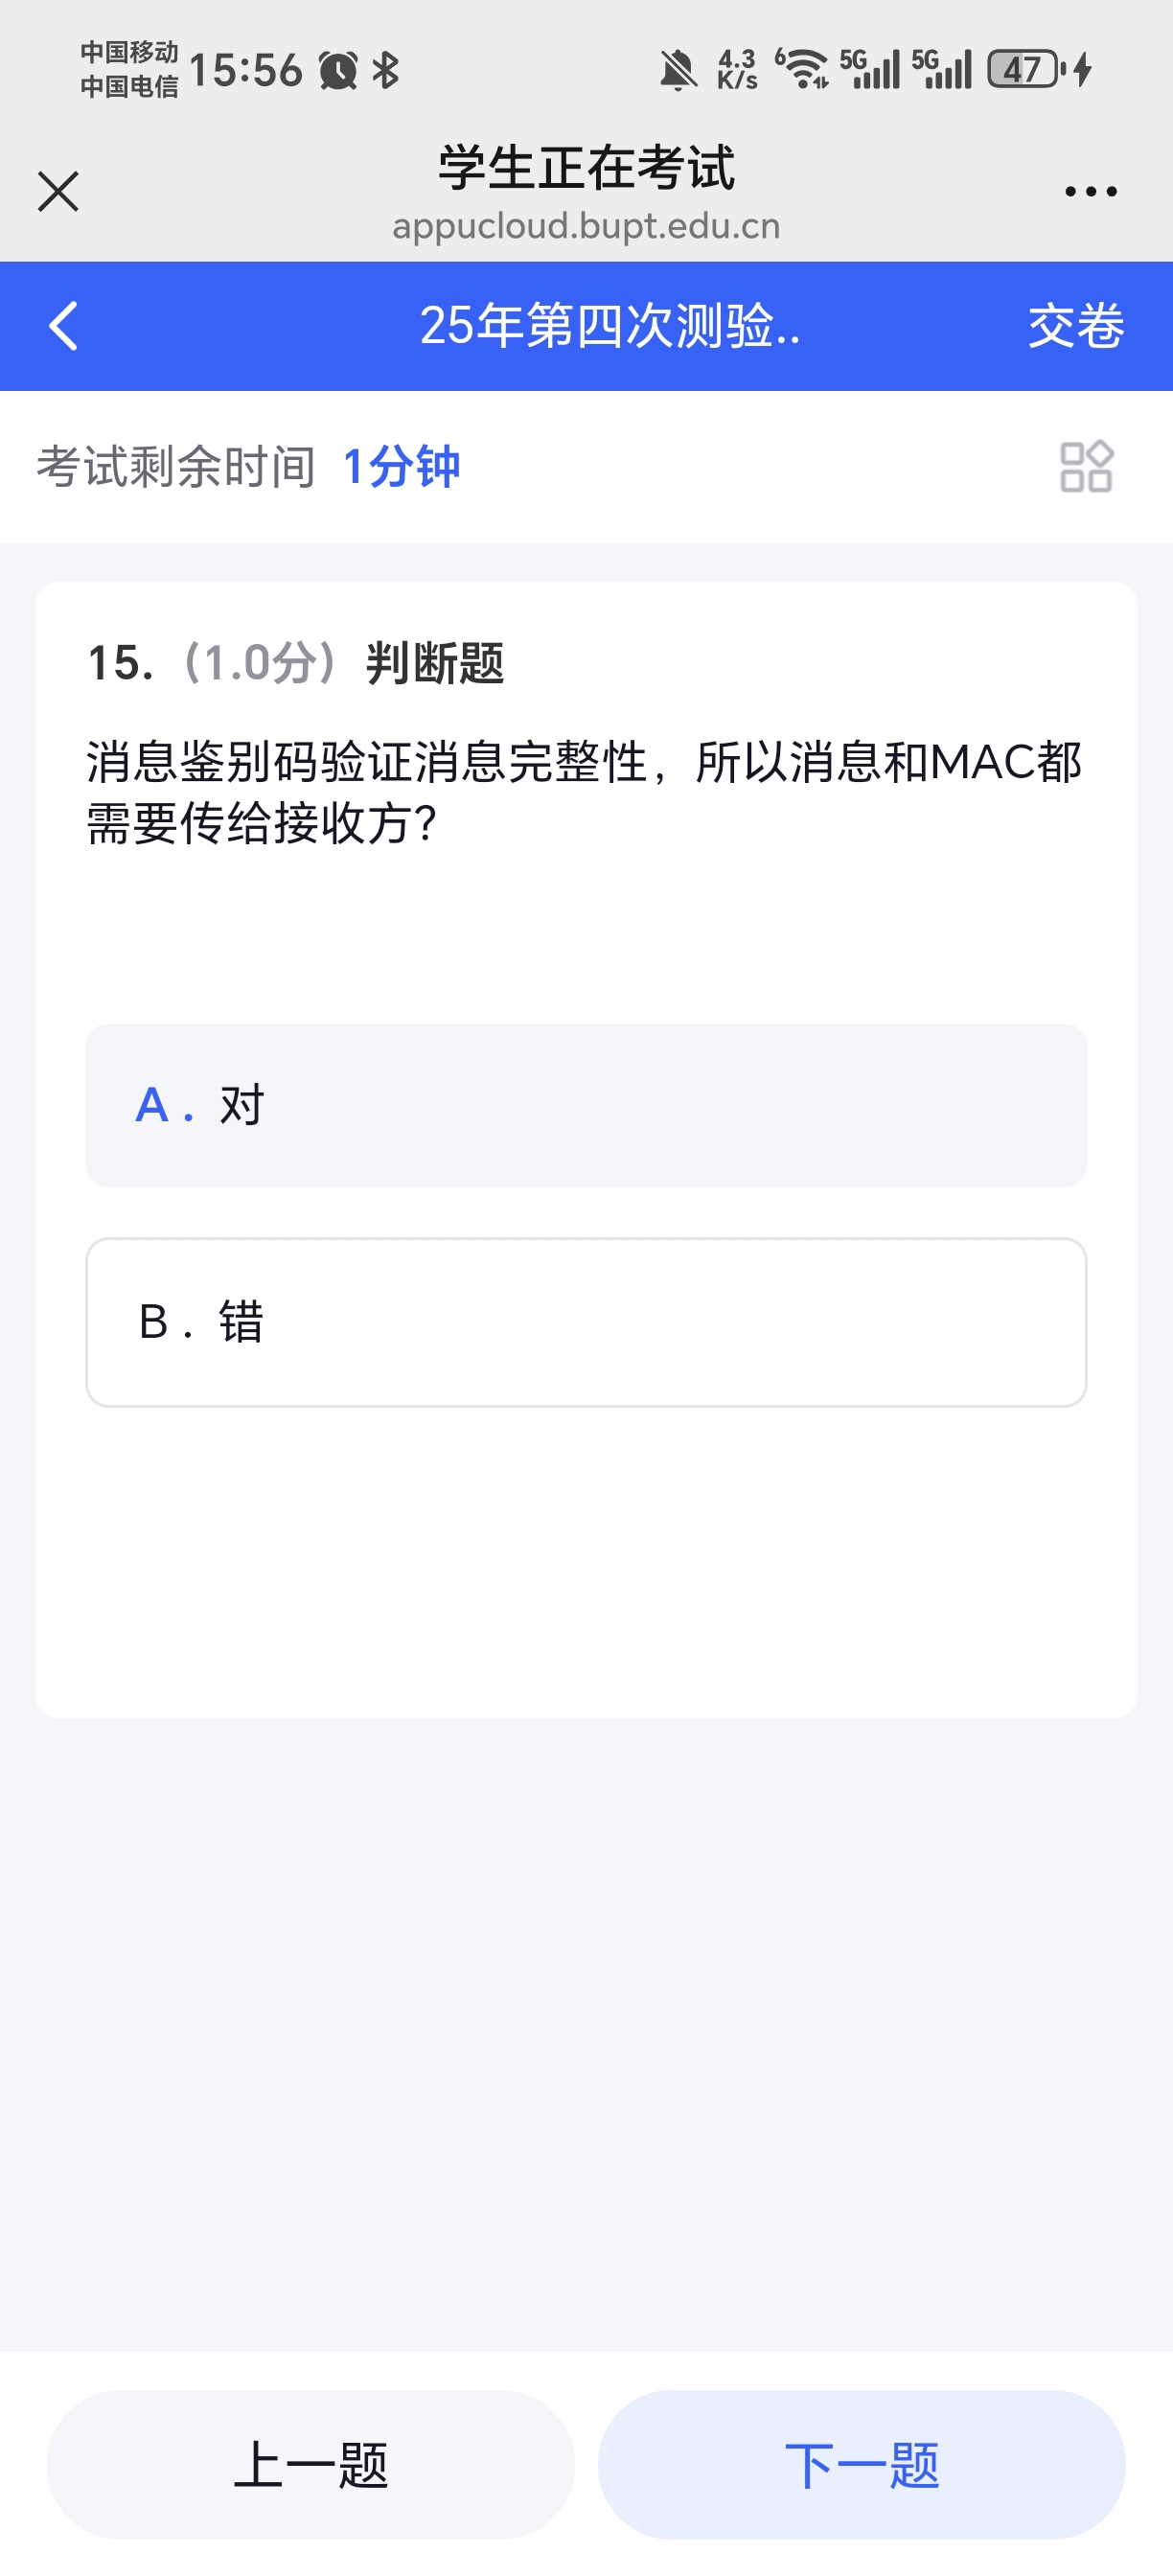 中国移动
中国电信
15:56
4.3
K/s
6
5G
5G
47
学生正在考试
appucloud.bupt.edu.cn
25年第四次测验..
交卷
考试剩余时间 1分钟
15. (1.0分) 判断题
消息鉴别码验证消息完整性，所以消息和MAC都
需要传给接收方？
A . 对
B . 错
上一题
下一题